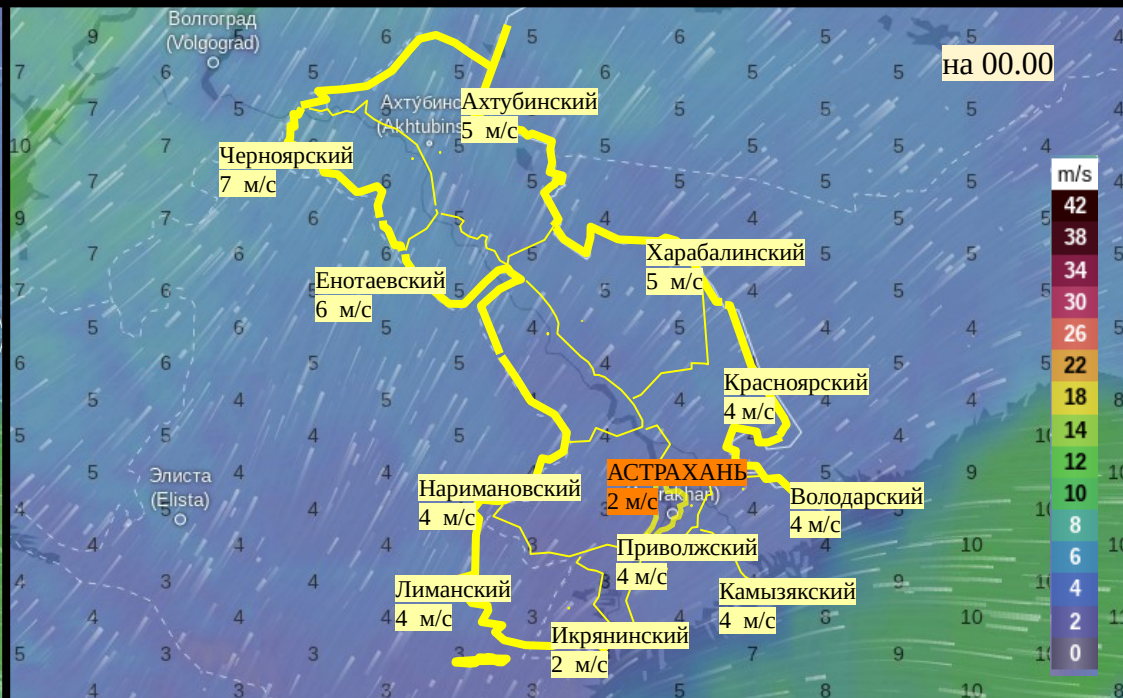 Волгоград
(Volgograd)
на 00.00
Ахтубинский
5 м/с
Черноярский
7 м/с
m/s
42
38
34
30
26
22
18
14
12
10
8
6
4
2
0
Харабалинский
5 м/с
Енотаевский
6 м/с
Красноярский
4 м/с
АСТРАХАНЬ
2 м/с
Элиста
(Elista)
Наримановский
4 м/с
Володарский
4 м/с
Приволжский
4 м/с
Лиманский
4 м/с
Камызякский
4 м/с
Икрянинский
2 м/с